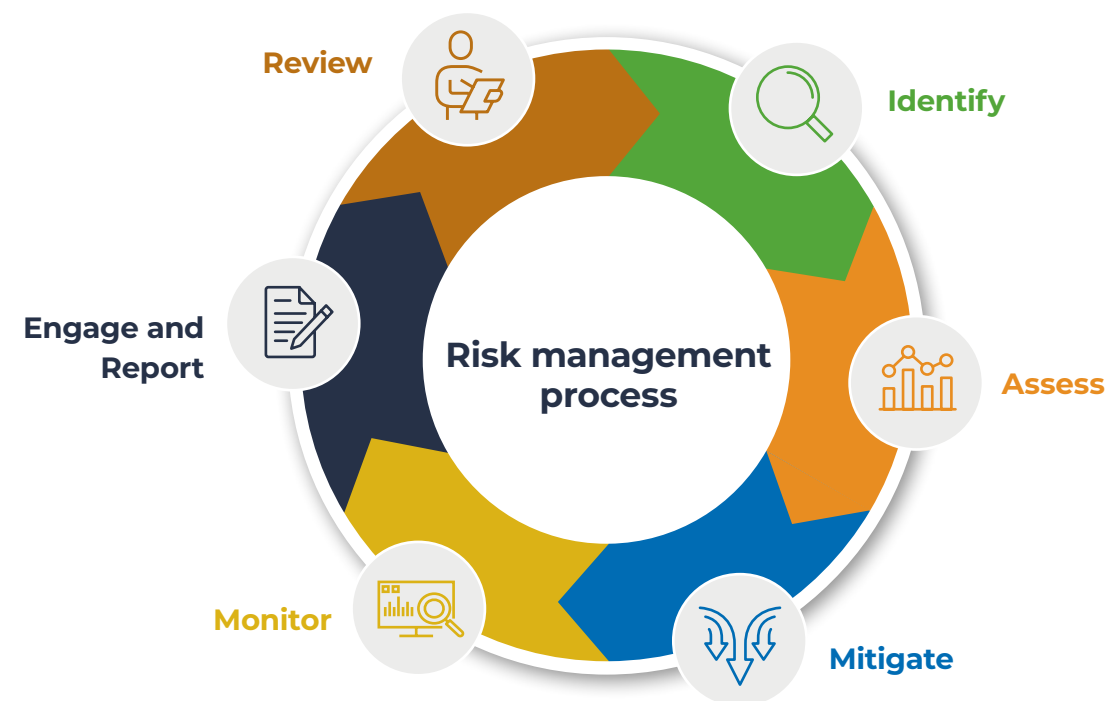 Review
Identify
Engage and
Report
Risk management
process
Assess
Monitor
Mitigate